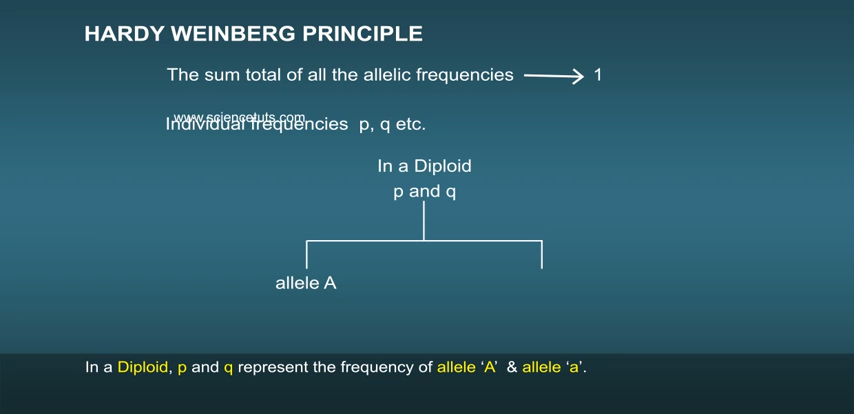 HARDY WEINBERG PRINCIPLE
The sum total of all the allelic frequencies → 1
www.sciencetuts.com
Individual frequencies p, q etc.
In a Diploid
p and q
allele A
In a Diploid, p and q represent the frequency of allele ‘A’ & allele ‘a’.